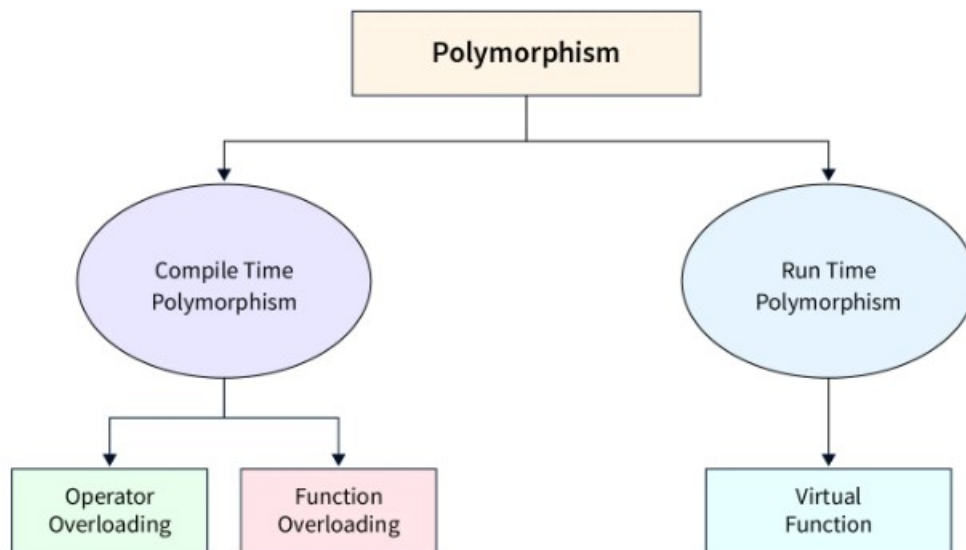 Polymorphism
Compile Time
Polymorphism
Run Time
Polymorphism
Operator
Overloading
Function
Overloading
Virtual
Function